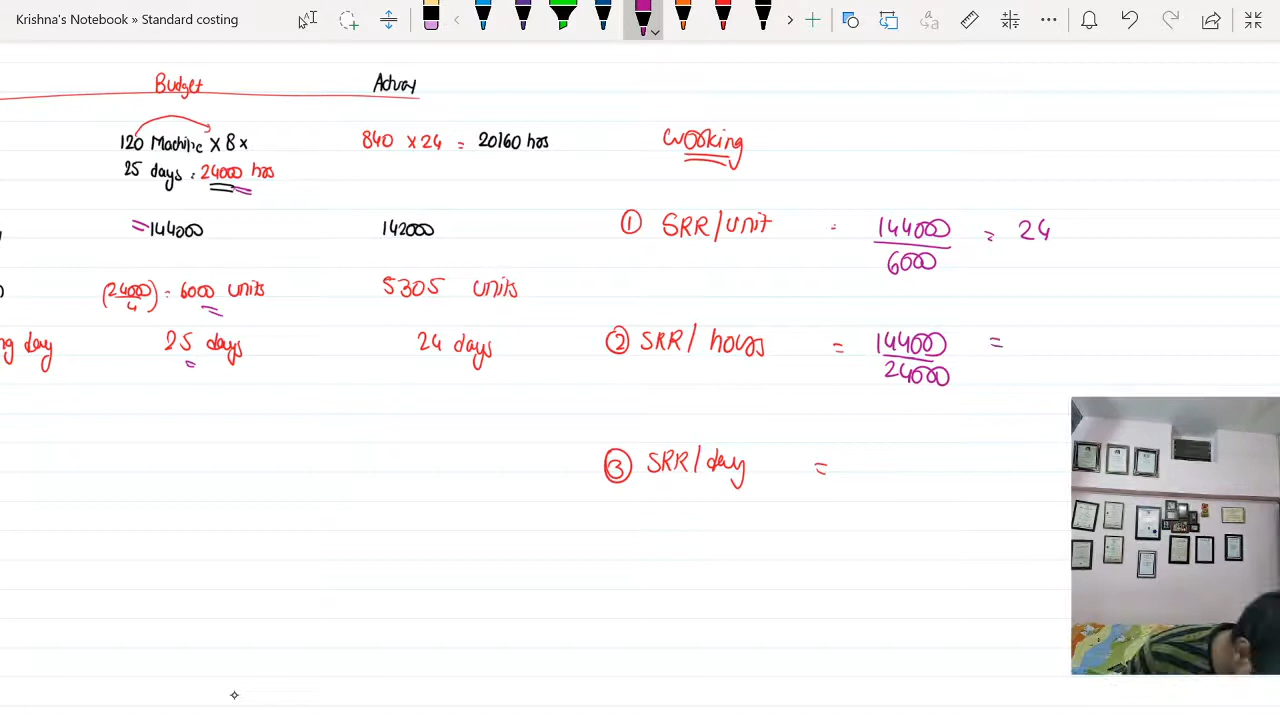 Krishna's Notebook » Standard costing
Budget Actual
120 Machine × 8 × 840 × 24 = 20160 hrs Working
25 days = 24000 hrs
= 144000 142000 ① SRR/unit = 144000/6000 = 24
(24000/4) = 6000 units 5305 units
ng day 25 days 24 days ② SRR/hours = 144000/24000 =
③ SRR/day =